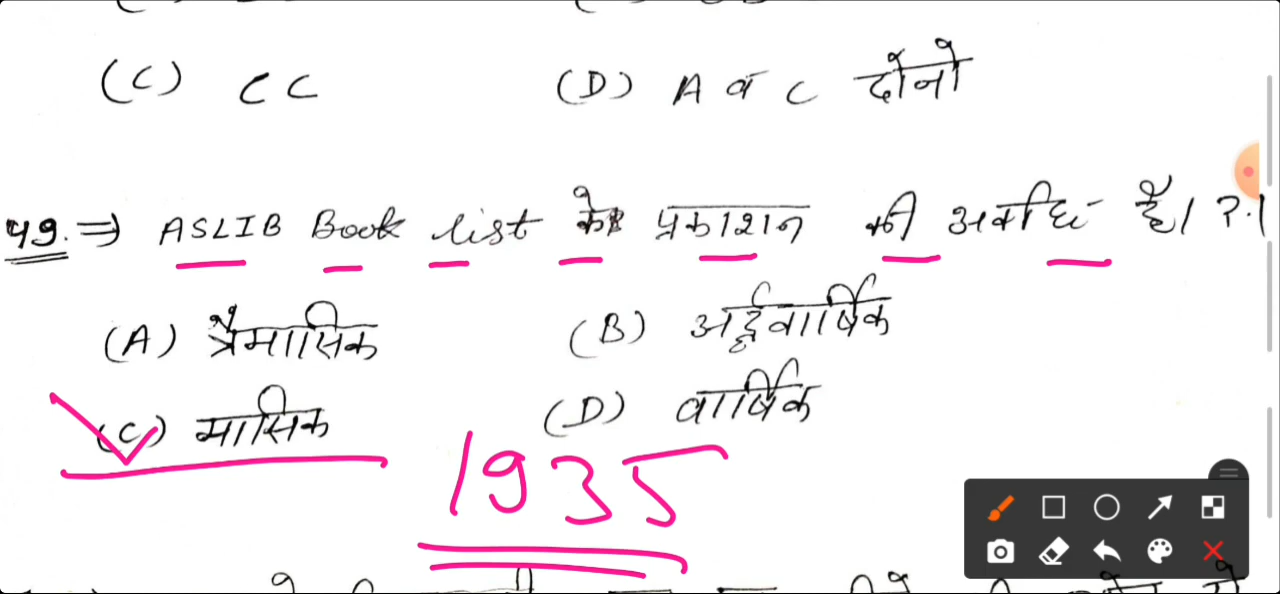 (C) CC (D) A व C दोनो
49. ⇒ ASLIB Book list के प्रकाशन की अवधि है। ?.।
(A) त्रैमासिक (B) अर्द्धवार्षिक
(C) मासिक (D) वार्षिक
1935